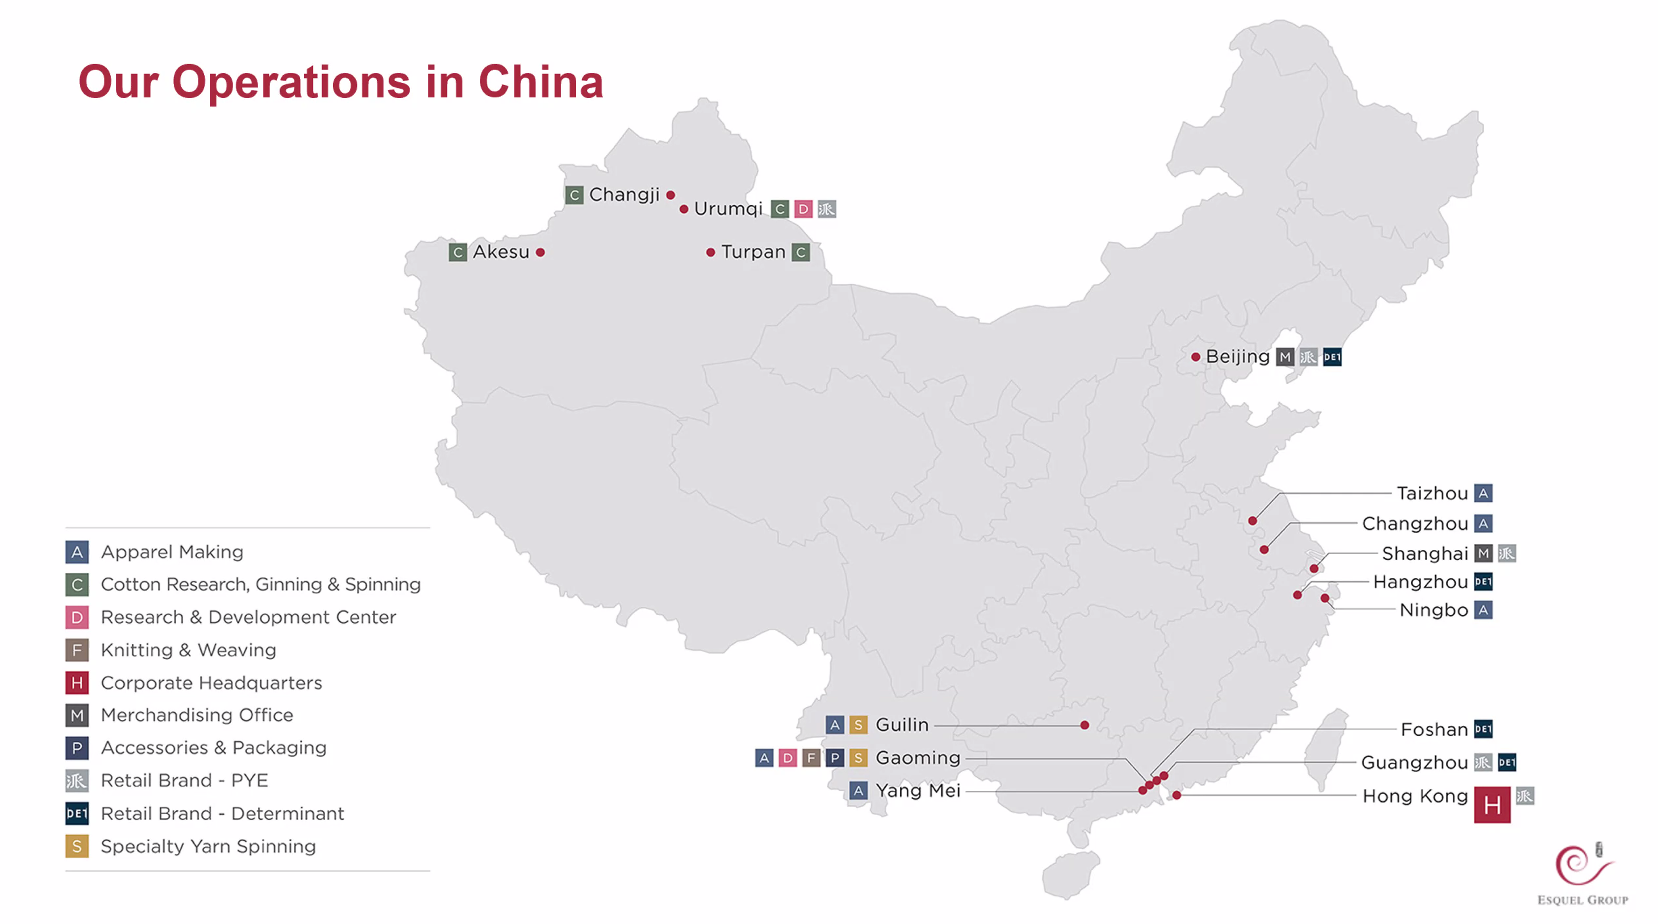 Our Operations in China
C Changji
Urumqi C D 派
C Akesu
Turpan C
Beijing M 派 DET
Taizhou A
Changzhou A
Shanghai M 派
Hangzhou DET
Ningbo A
A S Guilin
A D F P S Gaoming
A Yang Mei
Foshan DET
Guangzhou 派 DET
Hong Kong H 派
A Apparel Making
C Cotton Research, Ginning & Spinning
D Research & Development Center
F Knitting & Weaving
H Corporate Headquarters
M Merchandising Office
P Accessories & Packaging
派 Retail Brand - PYE
DET Retail Brand - Determinant
S Specialty Yarn Spinning
ESQUEL GROUP